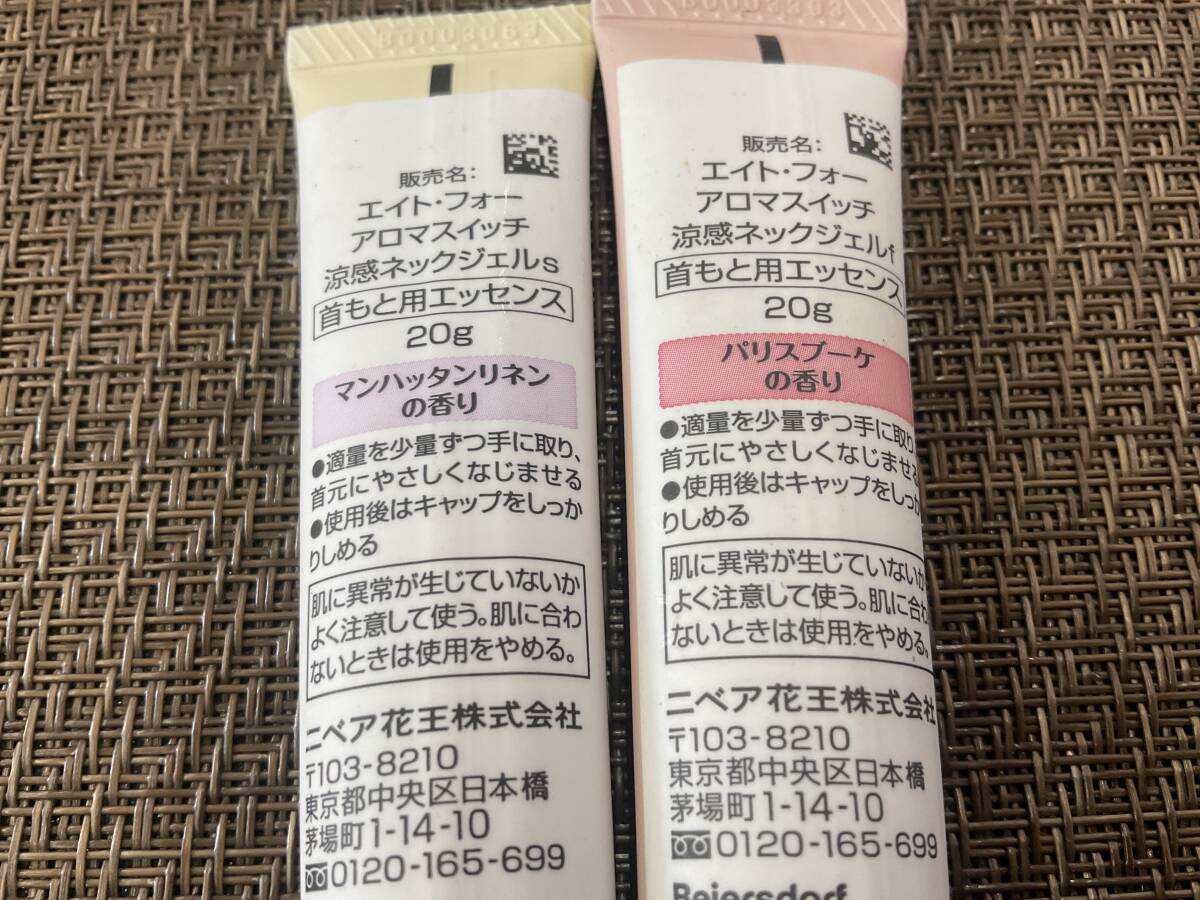 販売名:
エイト・フォー
アロマスイッチ
涼感ネックジェルs
首もと用エッセンス
20g
マンハッタンリネン
の香り
●適量を少量ずつ手に取り、
首元にやさしくなじませる
●使用後はキャップをしっか
りしめる
肌に異常が生じていないか
よく注意して使う。肌に合わ
ないときは使用をやめる。
ニベア花王株式会社
〒103-8210
東京都中央区日本橋
茅場町1-14-10
0120-165-699
販売名:
エイト・フォー
アロマスイッチ
涼感ネックジェルf
首もと用エッセンス
20g
パリスブーケ
の香り
●適量を少量ずつ手に取り
首元にやさしくなじませる
●使用後はキャップをしっか
りしめる
肌に異常が生じていないか
よく注意して使う。肌に合わ
ないときは使用をやめる。
ニベア花王株式会社
〒103-8210
東京都中央区日本橋
茅場町1-14-10
0120-165-699
Beiersdorf